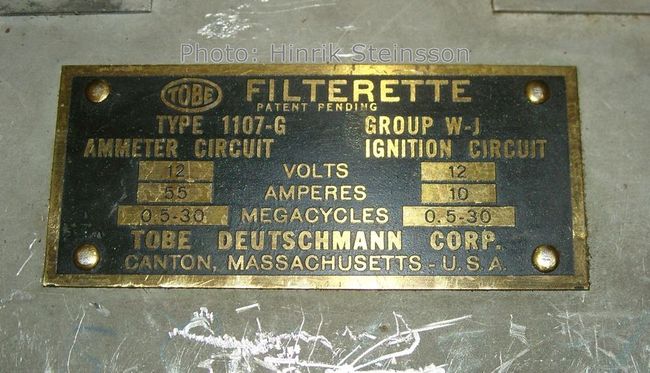 Photo: Hinrik Steinsson
TOBE FILTERETTE
PATENT PENDING
TYPE 1107-G GROUP W-J
AMMETER CIRCUIT IGNITION CIRCUIT
12 VOLTS 12
55 AMPERES 10
0.5-30 MEGACYCLES 0.5-30
TOBE DEUTSCHMANN CORP.
CANTON, MASSACHUSETTS - U.S.A.